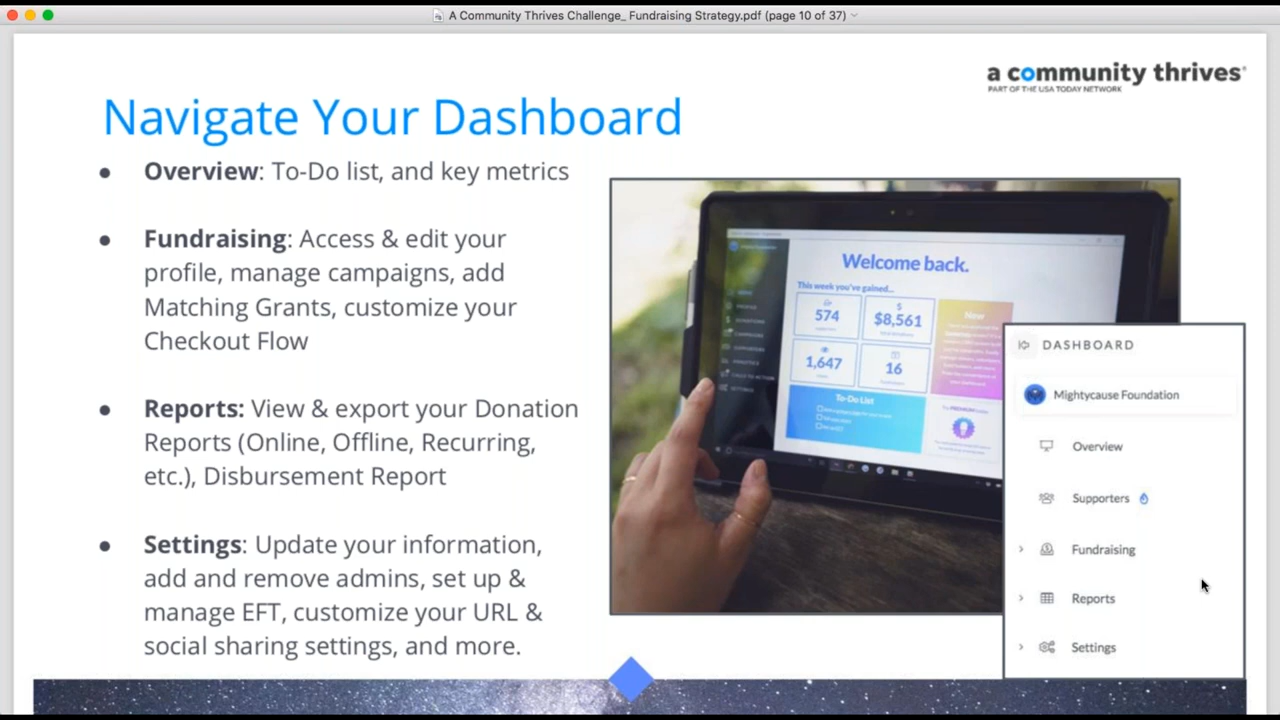 A Community Thrives Challenge_ Fundraising Strategy.pdf (page 10 of 37)
a community thrives
PART OF THE USA TODAY NETWORK
Navigate Your Dashboard
● Overview: To-Do list, and key metrics
● Fundraising: Access & edit your
profile, manage campaigns, add
Matching Grants, customize your
Checkout Flow
● Reports: View & export your Donation
Reports (Online, Offline, Recurring,
etc.), Disbursement Report
● Settings: Update your information,
add and remove admins, set up &
manage EFT, customize your URL &
social sharing settings, and more.
Welcome back.
This week you've gained...
574
$8,561
New
1,647
16
To-Do List
DASHBOARD
Mightycause Foundation
Overview
Supporters
Fundraising
Reports
Settings